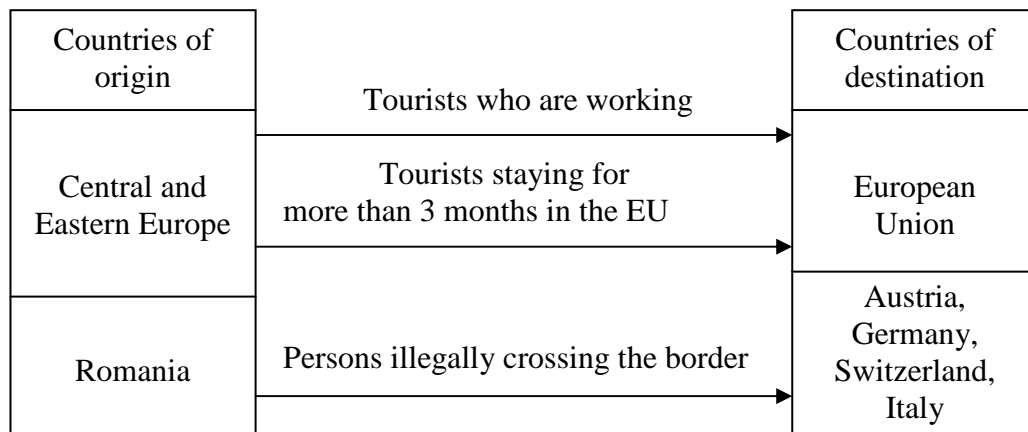 Countries of
origin
Countries of
destination
Tourists who are working
Central and
Eastern Europe
Tourists staying for
more than 3 months in the EU
European
Union
Romania
Persons illegally crossing the border
Austria,
Germany,
Switzerland,
Italy